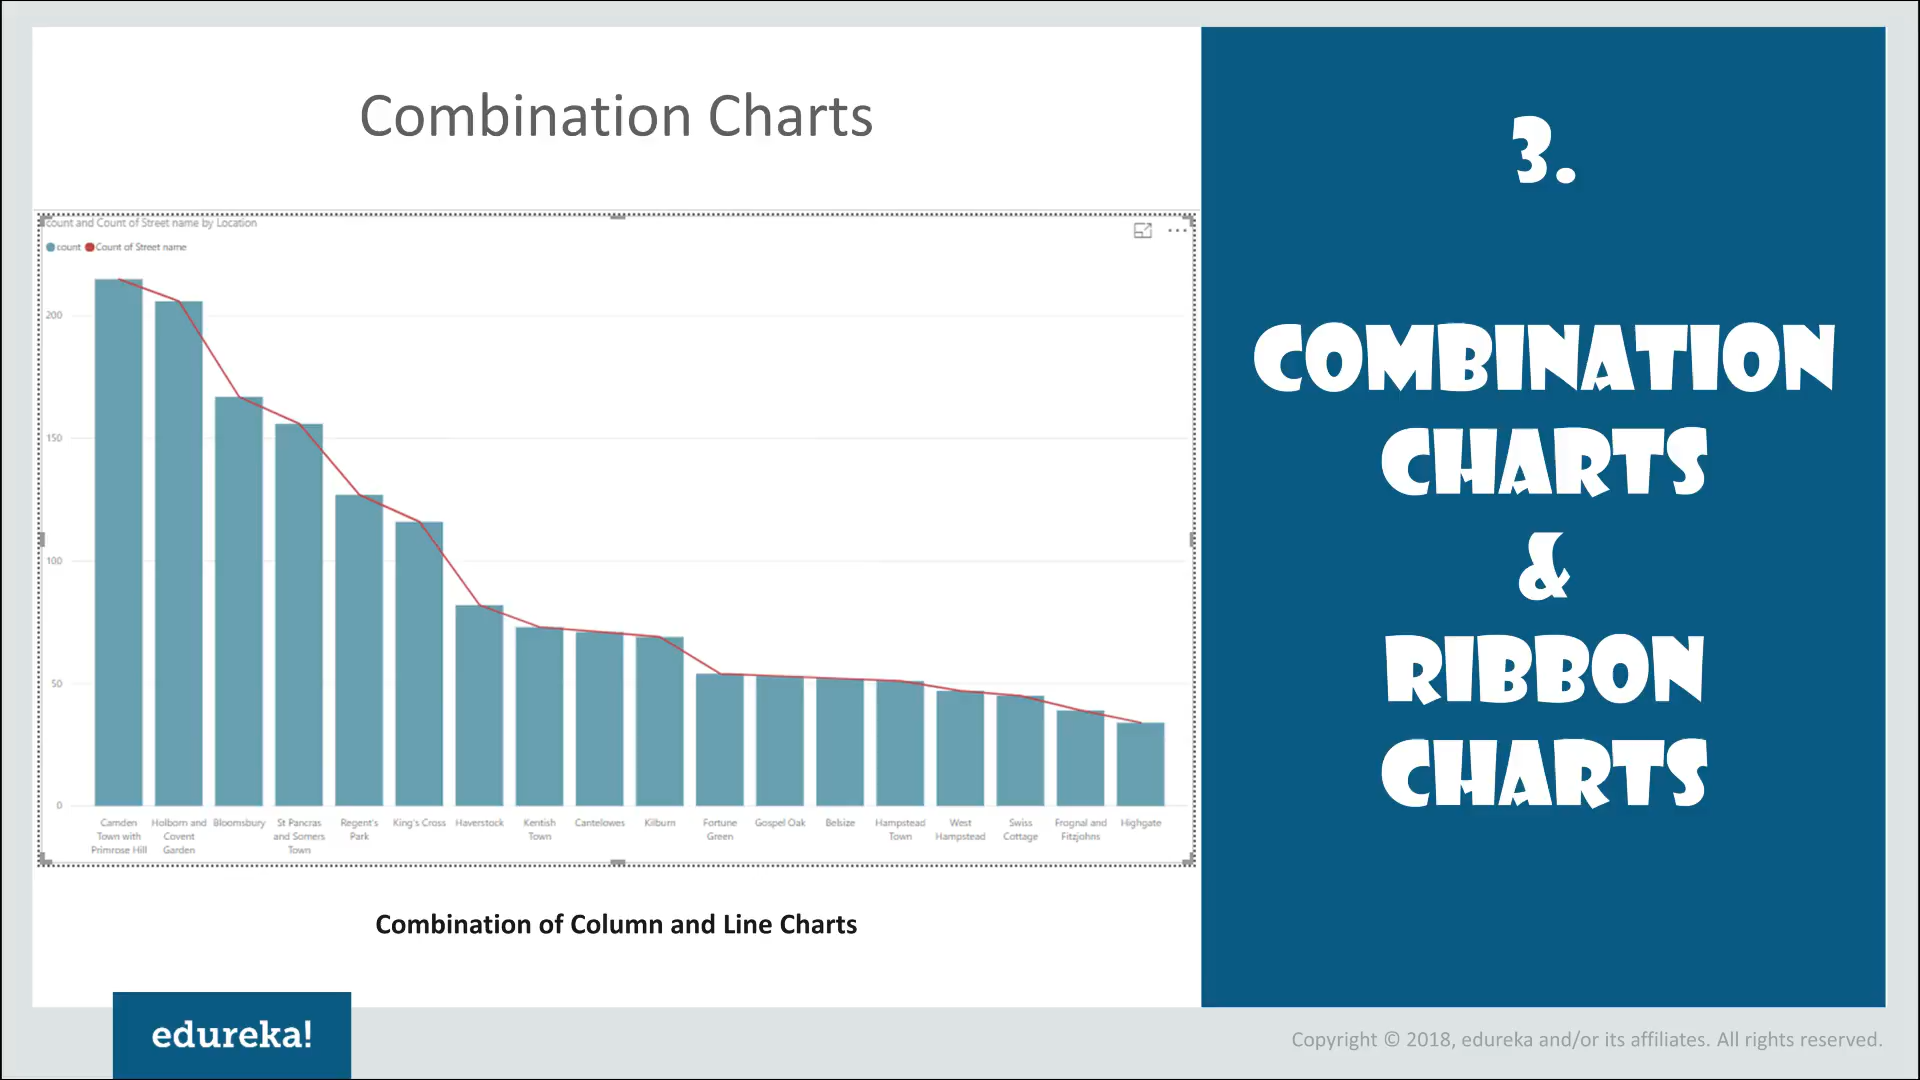 Combination Charts
count and Count of Street name by Location
count Count of Street name
200
150
100
50
0
Camden
Town with
Primrose Hill
Holborn and
Covent
Garden
Bloomsbury
St Pancras
and Somers
Town
Regent's
Park
King's Cross
Haverstock
Kentish
Town
Cantelowes
Kilburn
Fortune
Green
Gospel Oak
Belsize
Hampstead
Town
West
Hampstead
Swiss
Cottage
Frognal and
Fitzjohns
Highgate
Combination of Column and Line Charts
3.
COMBINATION
CHARTS
&
RIBBON
CHARTS
edureka!
Copyright © 2018, edureka and/or its affiliates. All rights reserved.